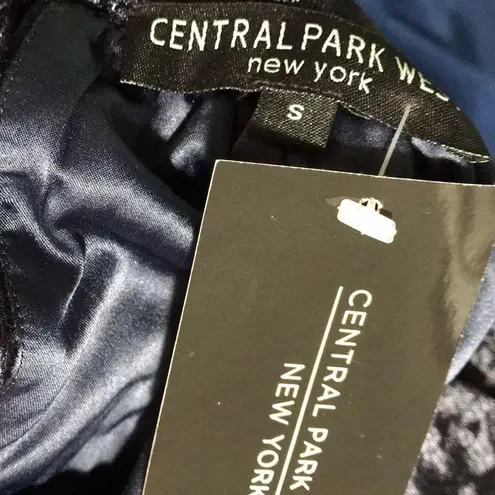 CENTRAL PARK WES
new york
S
CENTRAL PARK
NEW YORK